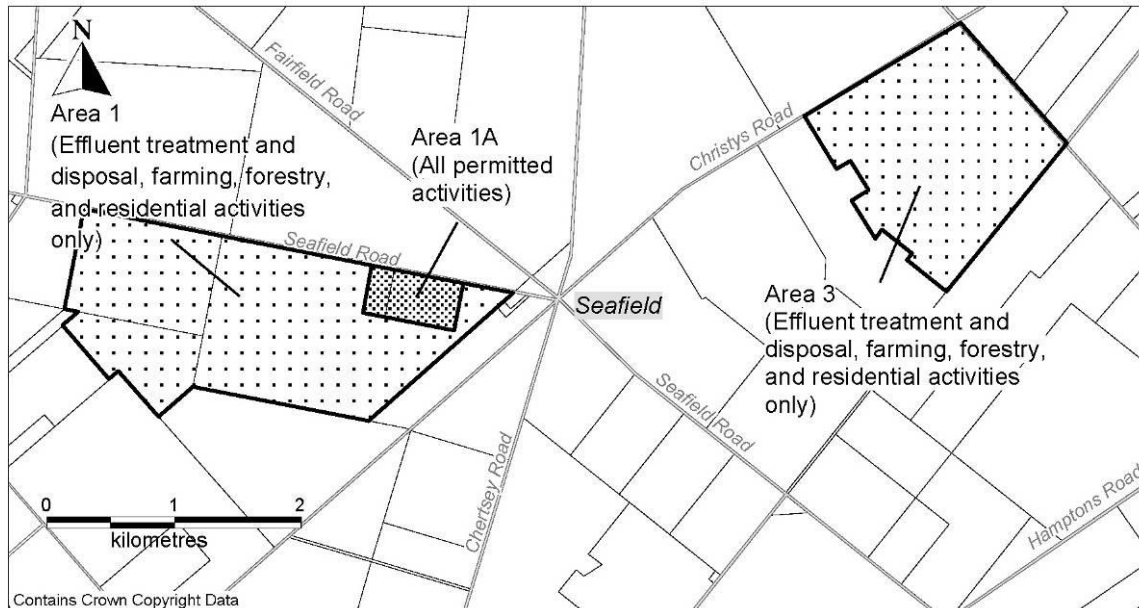 N
Area 1
(Effluent treatment and
disposal, farming, forestry,
and residential activities
only)
Fairfield Road
Area 1A
(All permitted
activities)
Seafield Road
Christys Road
Seafield
Area 3
(Effluent treatment and
disposal, farming, forestry,
and residential activities
only)
Seafield Road
Chertsey Road
Hamptons Road
0 1 2
kilometres
Contains Crown Copyright Data